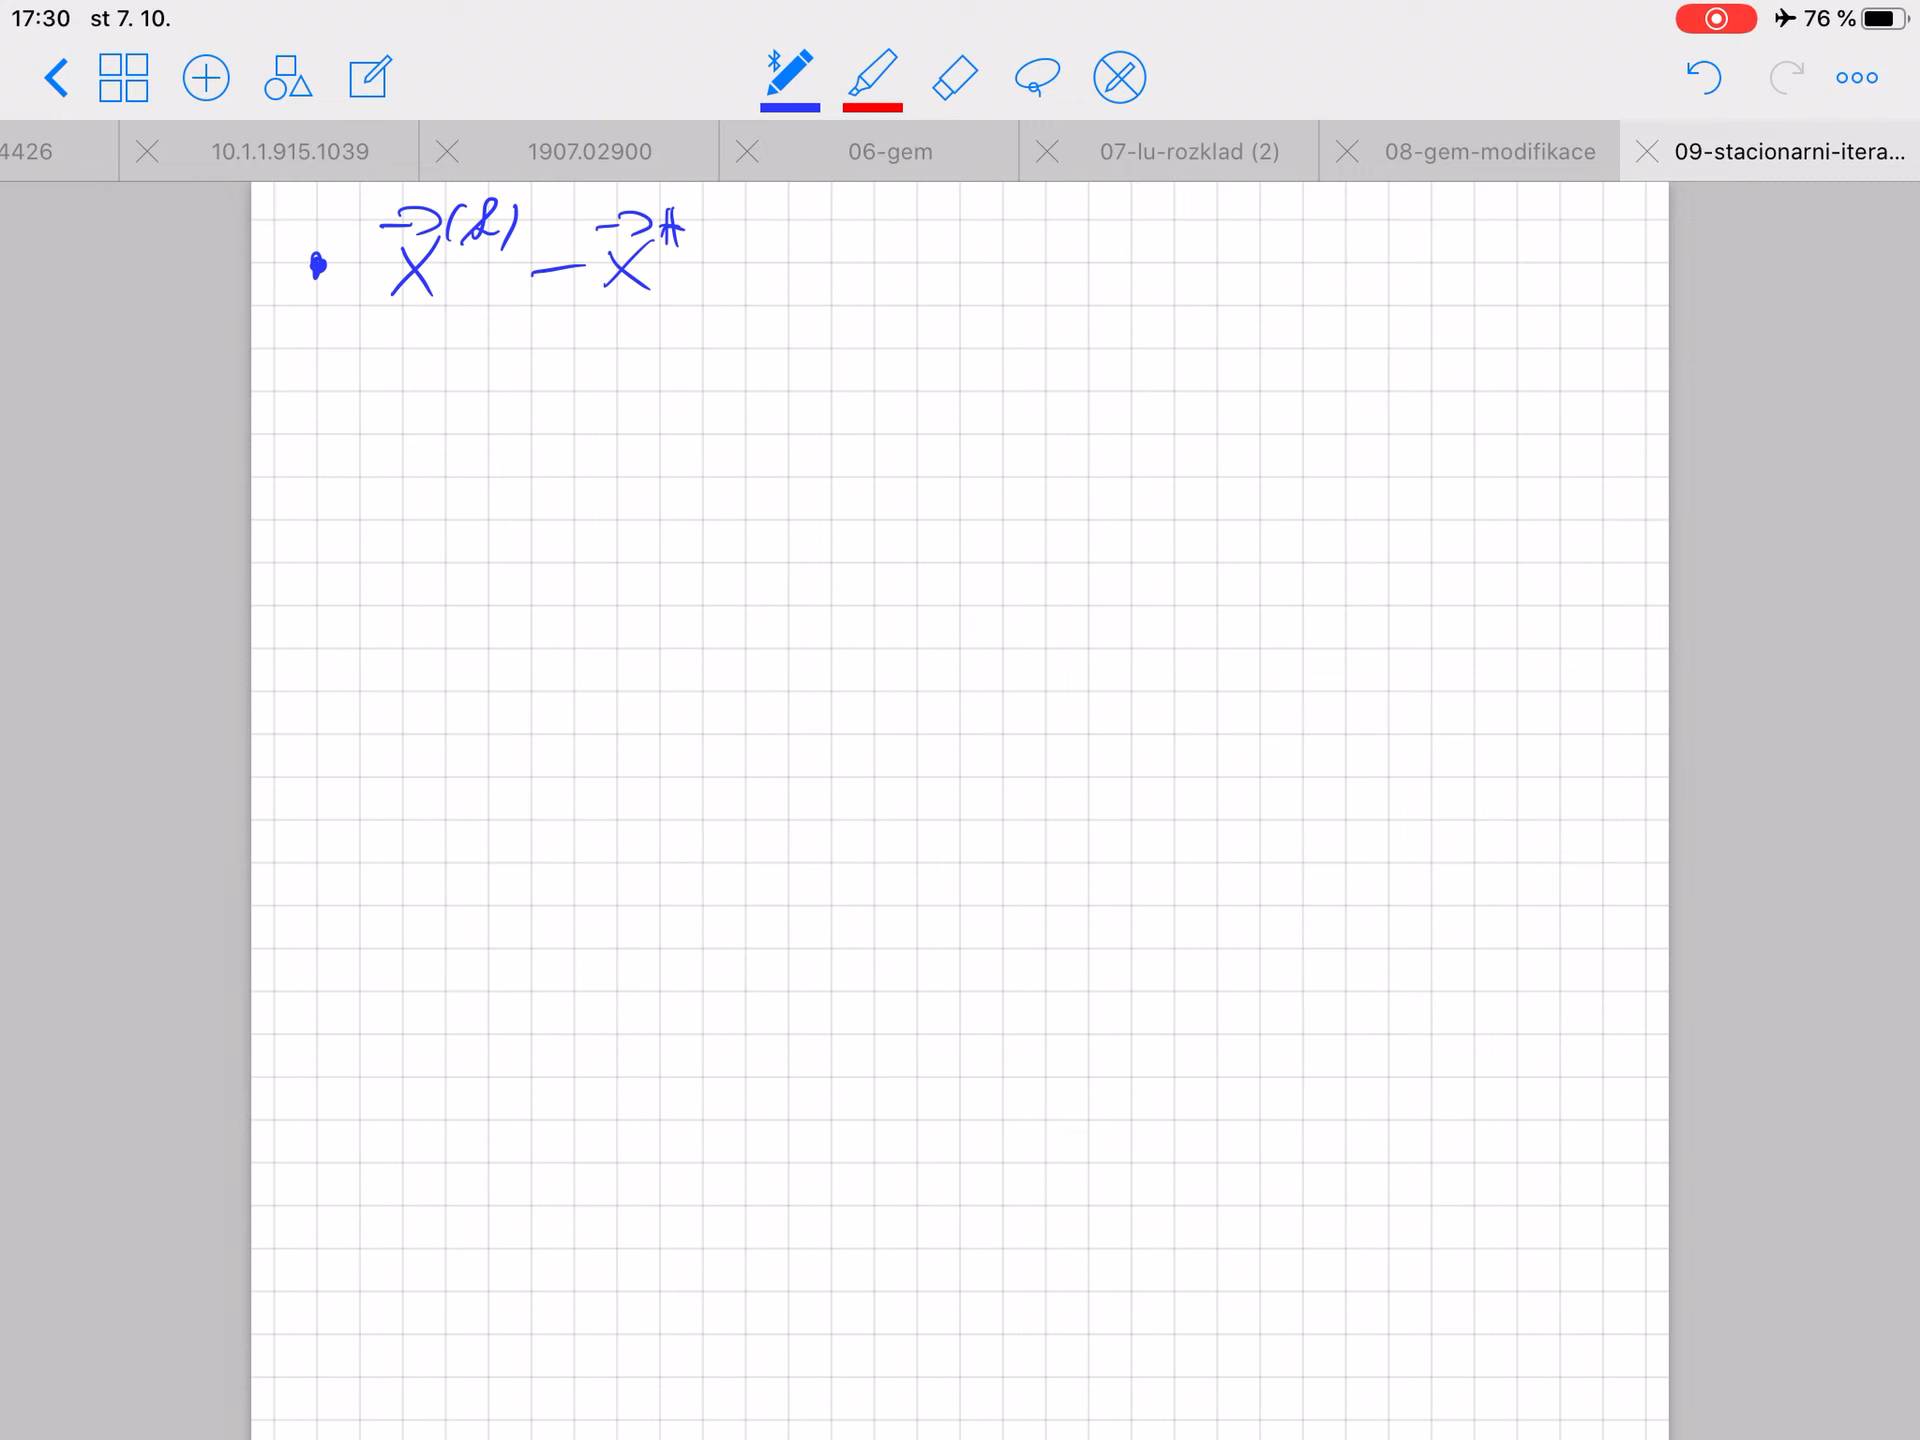 17:30 st 7. 10. 76 %
4426 10.1.1.915.1039 1907.02900 06-gem 07-lu-rozklad (2) 08-gem-modifikace 09-stacionarni-itera...
• x⃗⁽ᵏ⁾ — x⃗*